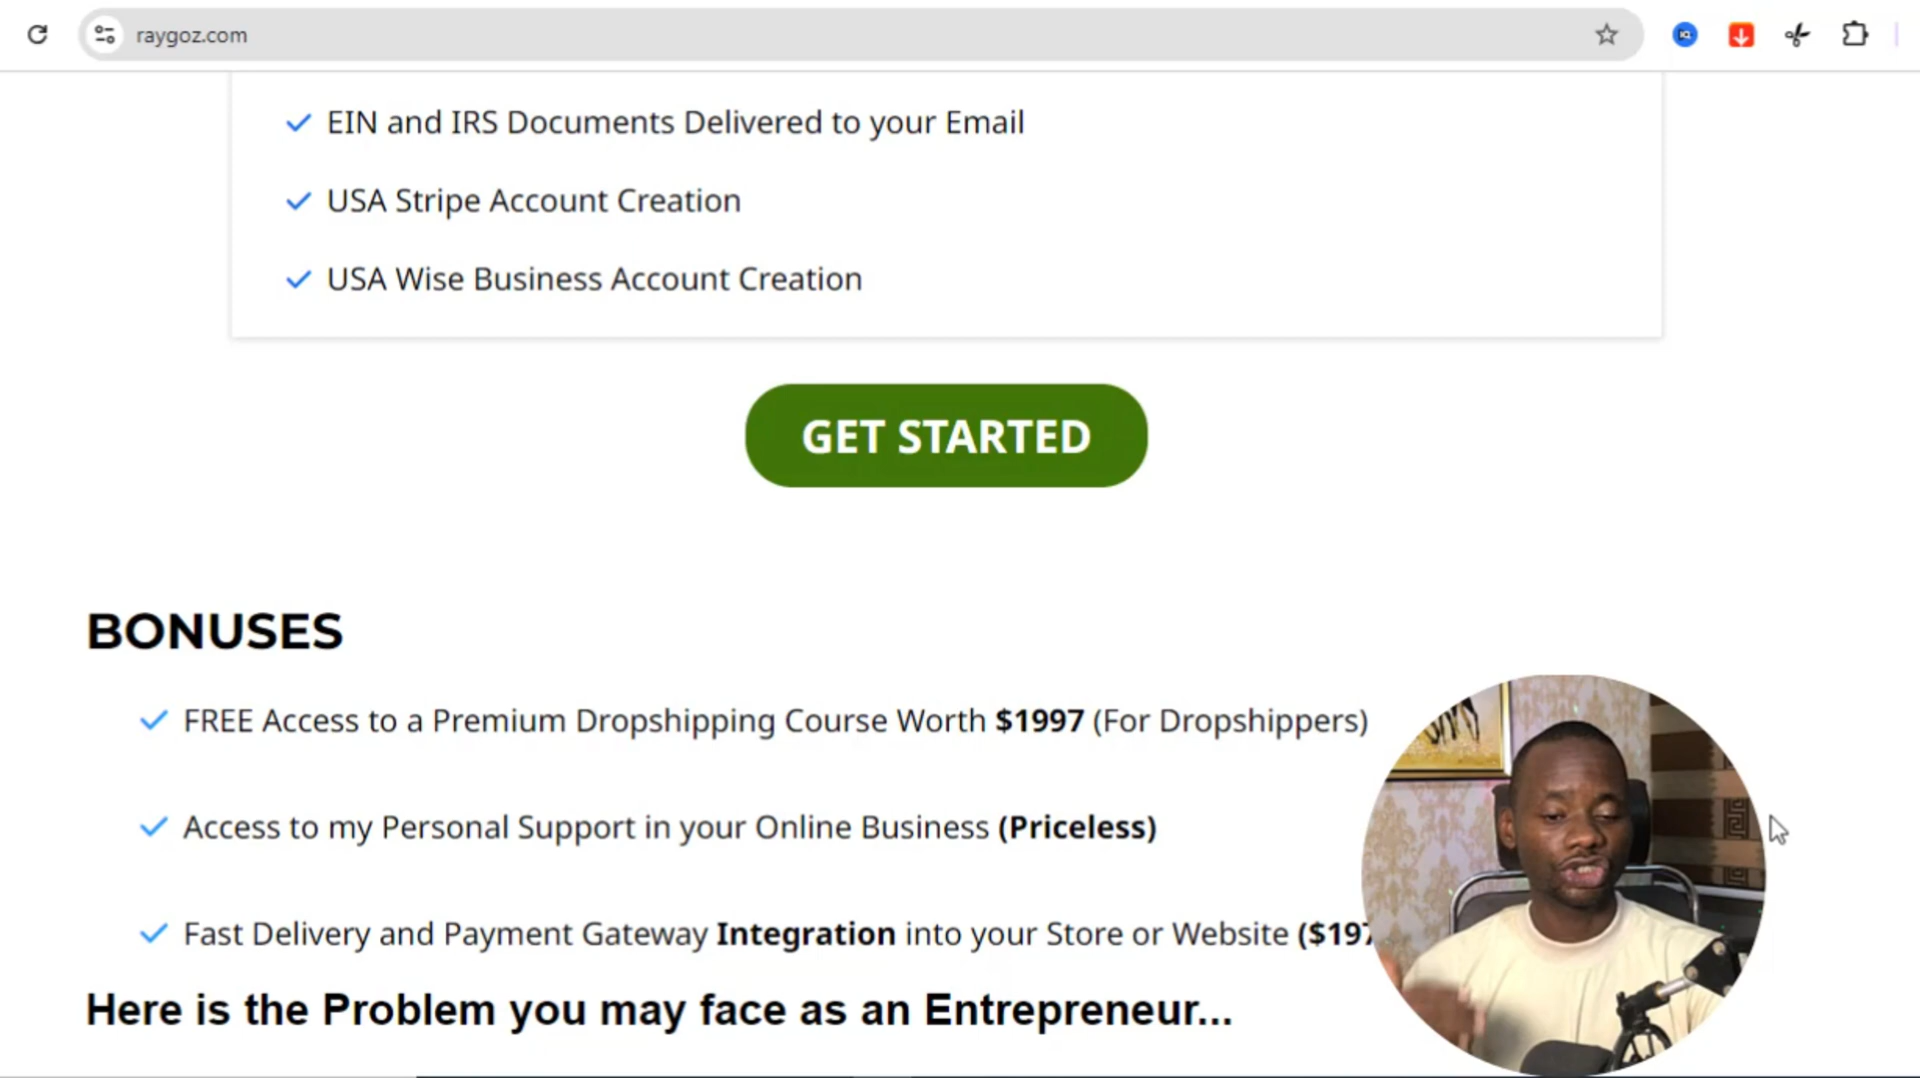 raygoz.com
EIN and IRS Documents Delivered to your Email
USA Stripe Account Creation
USA Wise Business Account Creation
GET STARTED
BONUSES
FREE Access to a Premium Dropshipping Course Worth $1997 (For Dropshippers)
Access to my Personal Support in your Online Business (Priceless)
Fast Delivery and Payment Gateway Integration into your Store or Website
Here is the Problem you may face as an Entrepreneur...